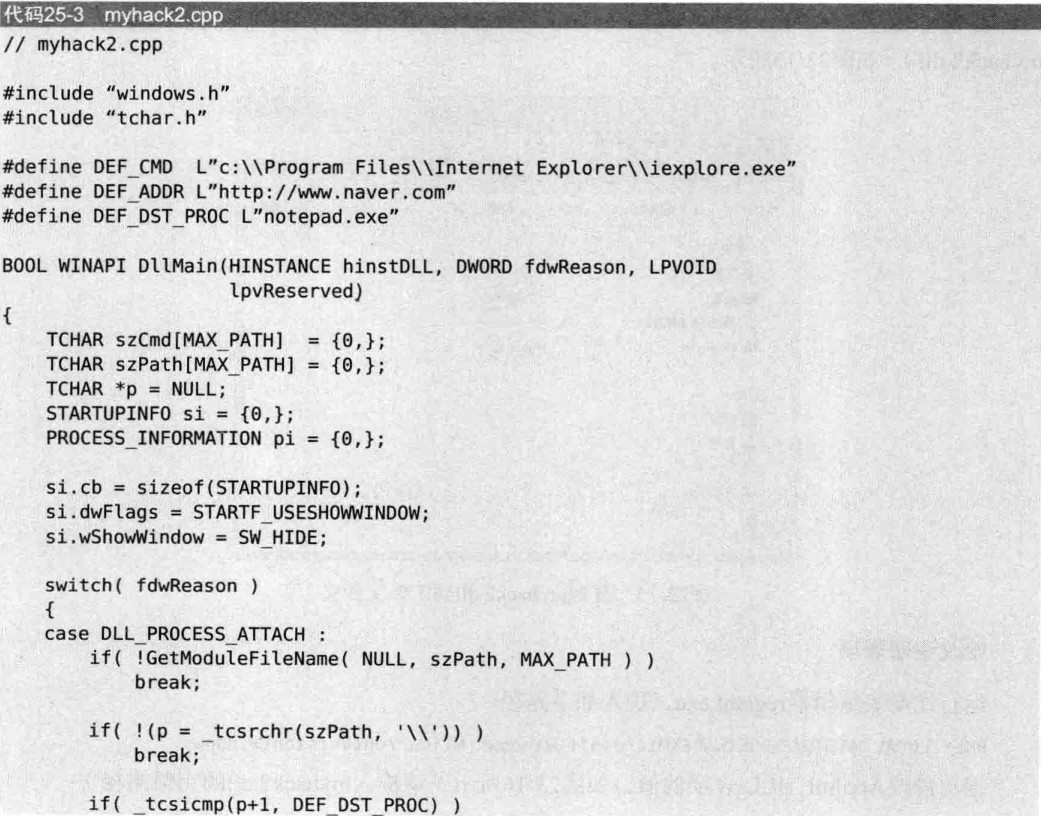 代码25-3 myhack2.cpp
// myhack2.cpp
#include “windows.h”
#include “tchar.h”
#define DEF_CMD L”c:\\Program Files\\Internet Explorer\\iexplore.exe”
#define DEF_ADDR L”http://www.naver.com”
#define DEF_DST_PROC L”notepad.exe”
BOOL WINAPI DllMain(HINSTANCE hinstDLL, DWORD fdwReason, LPVOID
lpvReserved)
{
TCHAR szCmd[MAX_PATH] = {0,};
TCHAR szPath[MAX_PATH] = {0,};
TCHAR *p = NULL;
STARTUPINFO si = {0,};
PROCESS_INFORMATION pi = {0,};
si.cb = sizeof(STARTUPINFO);
si.dwFlags = STARTF_USESHOWWINDOW;
si.wShowWindow = SW_HIDE;
switch( fdwReason )
{
case DLL_PROCESS_ATTACH :
if( !GetModuleFileName( NULL, szPath, MAX_PATH ) )
break;
if( !(p = _tcsrchr(szPath, '\\')) )
break;
if( _tcsicmp(p+1, DEF_DST_PROC) )